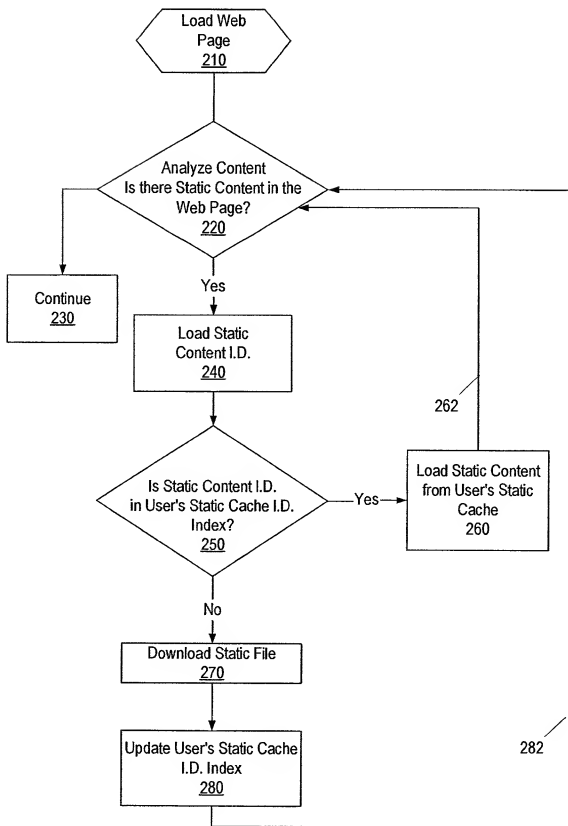 Load Web
Page
210
Analyze Content
Is there Static Content in the
Web Page?
220
Yes
Continue
230
Load Static
Content I.D.
240
262
Is Static Content I.D.
in User's Static Cache I.D.
Index?
250
Yes
Load Static Content
from User's Static
Cache
260
No
Download Static File
270
Update User's Static Cache
I.D. Index
280
282